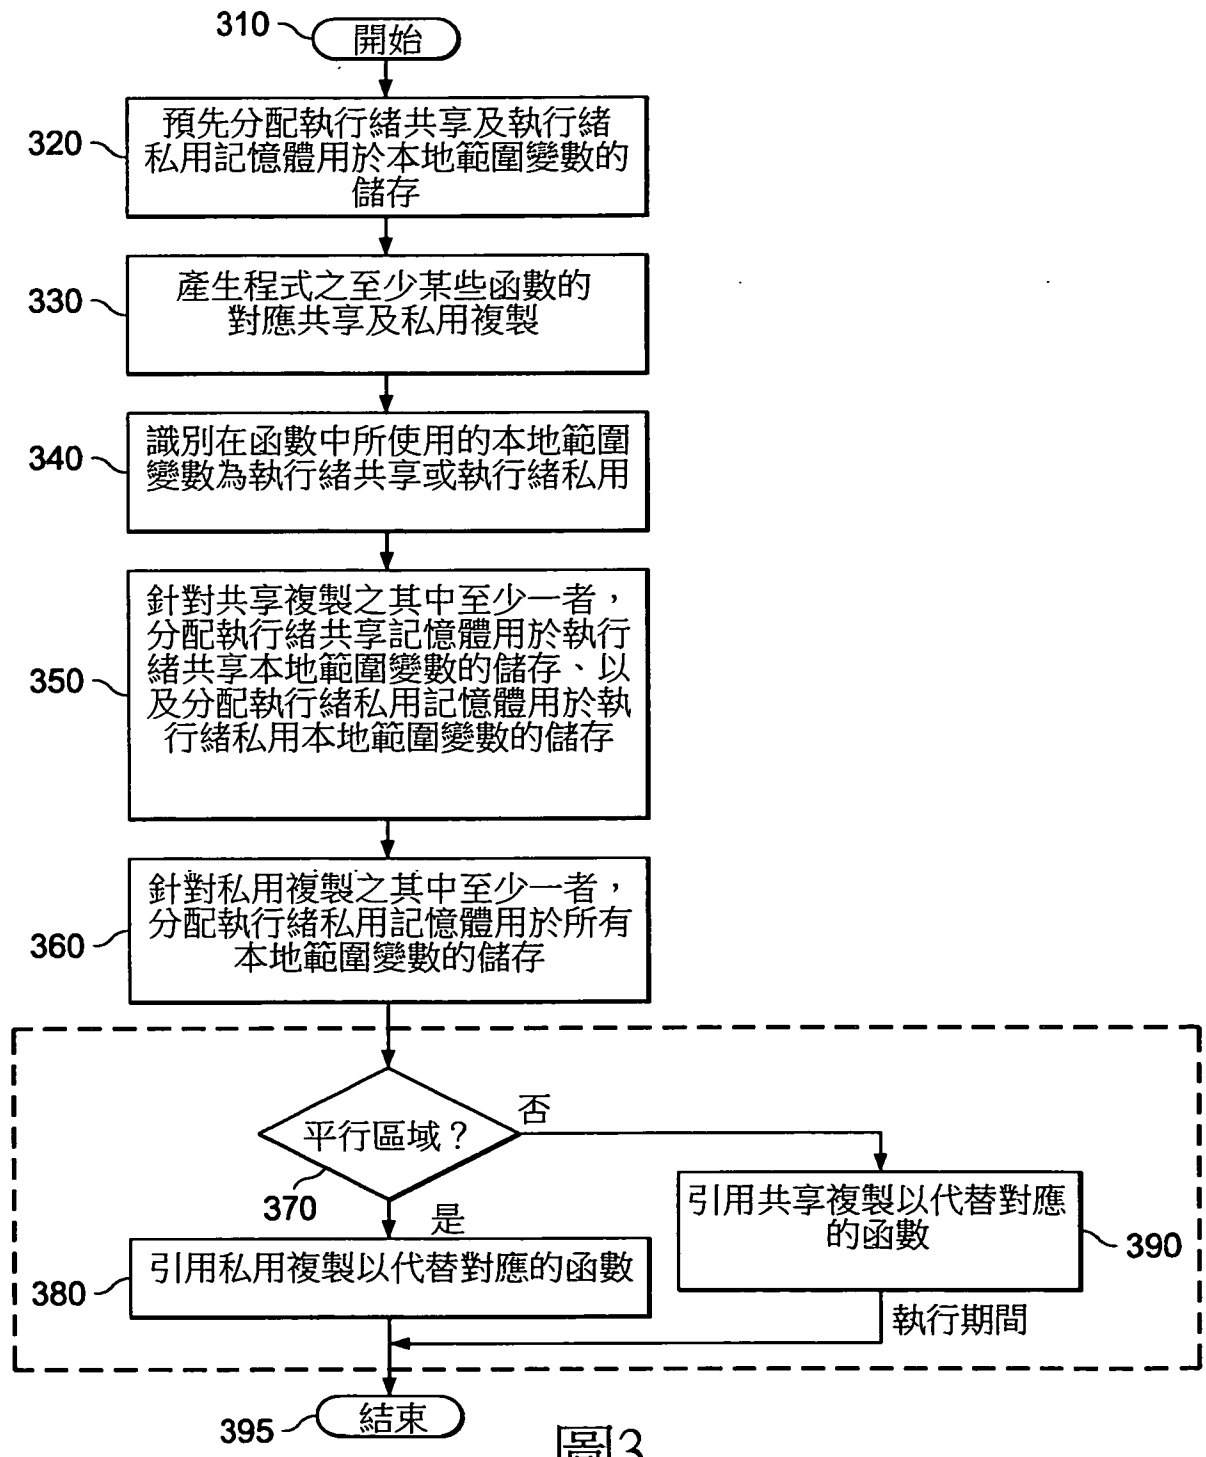 310
開始
320
預先分配執行緒共享及執行緒
私用記憶體用於本地範圍變數的
儲存
330
產生程式之至少某些函數的
對應共享及私用複製
340
識別在函數中所使用的本地範圍
變數為執行緒共享或執行緒私用
350
針對共享複製之其中至少一者，
分配執行緒共享記憶體用於執行
緒共享本地範圍變數的儲存、以
及分配執行緒私用記憶體用於執
行緒私用本地範圍變數的儲存
360
針對私用複製之其中至少一者，
分配執行緒私用記憶體用於所有
本地範圍變數的儲存
平行區域？
否
370
是
引用共享複製以代替對應
的函數
390
380
引用私用複製以代替對應的函數
執行期間
395
結束
圖3